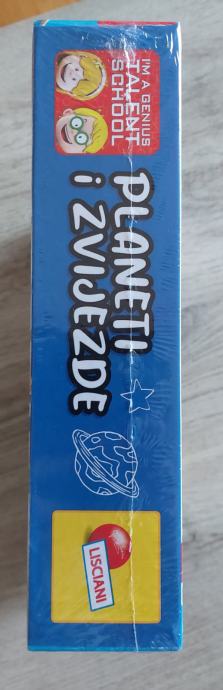 I'M A GENIUS
TALENT
SCHOOL
PLANETI
i ZVIJEZDE
LISCIANI